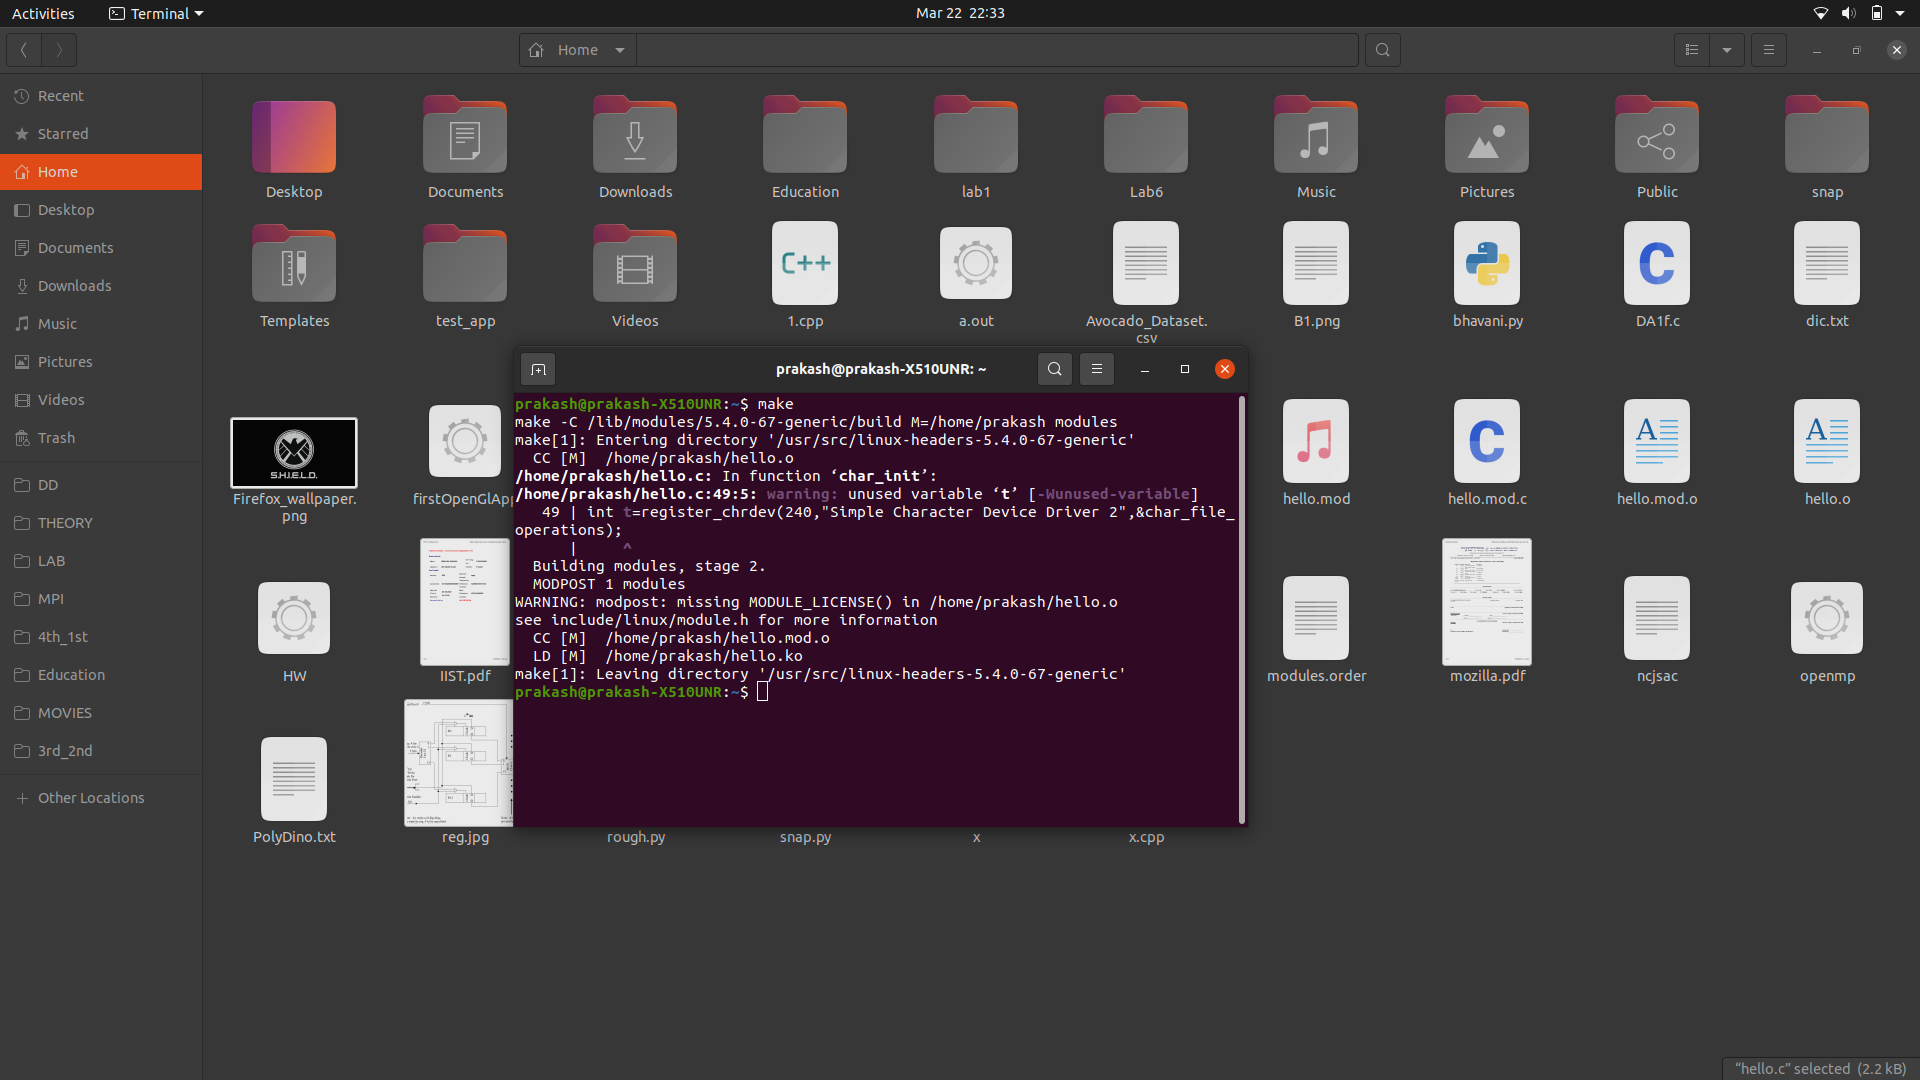 Activities
Terminal
Mar 22 22:33
Home
Recent
Starred
Home
Desktop
Documents
Downloads
Music
Pictures
Videos
Trash
DD
THEORY
LAB
MPI
4th_1st
Education
MOVIES
3rd_2nd
Other Locations
Desktop
Documents
Downloads
Education
lab1
Lab6
Music
Pictures
Public
snap
Templates
test_app
Videos
C++
1.cpp
a.out
Avocado_Dataset.
csv
B1.png
bhavani.py
C
DA1f.c
dic.txt
S.H.I.E.L.D.
Firefox_wallpaper.
png
firstOpenGlApp
hello.mod
C
hello.mod.c
A
hello.mod.o
A
hello.o
HW
IIST.pdf
modules.order
mozilla.pdf
ncjsac
openmp
PolyDino.txt
reg.jpg
rough.py
snap.py
x
x.cpp
prakash@prakash-X510UNR: ~
prakash@prakash-X510UNR:~$ make
make -C /lib/modules/5.4.0-67-generic/build M=/home/prakash modules
make[1]: Entering directory '/usr/src/linux-headers-5.4.0-67-generic'
CC [M]  /home/prakash/hello.o
/home/prakash/hello.c: In function ‘char_init’:
/home/prakash/hello.c:49:5: warning: unused variable ‘t’ [-Wunused-variable]
49 | int t=register_chrdev(240,"Simple Character Device Driver 2",&char_file_
operations);
|     ^
Building modules, stage 2.
MODPOST 1 modules
WARNING: modpost: missing MODULE_LICENSE() in /home/prakash/hello.o
see include/linux/module.h for more information
CC [M]  /home/prakash/hello.mod.o
LD [M]  /home/prakash/hello.ko
make[1]: Leaving directory '/usr/src/linux-headers-5.4.0-67-generic'
prakash@prakash-X510UNR:~$
"hello.c" selected (2.2 kB)